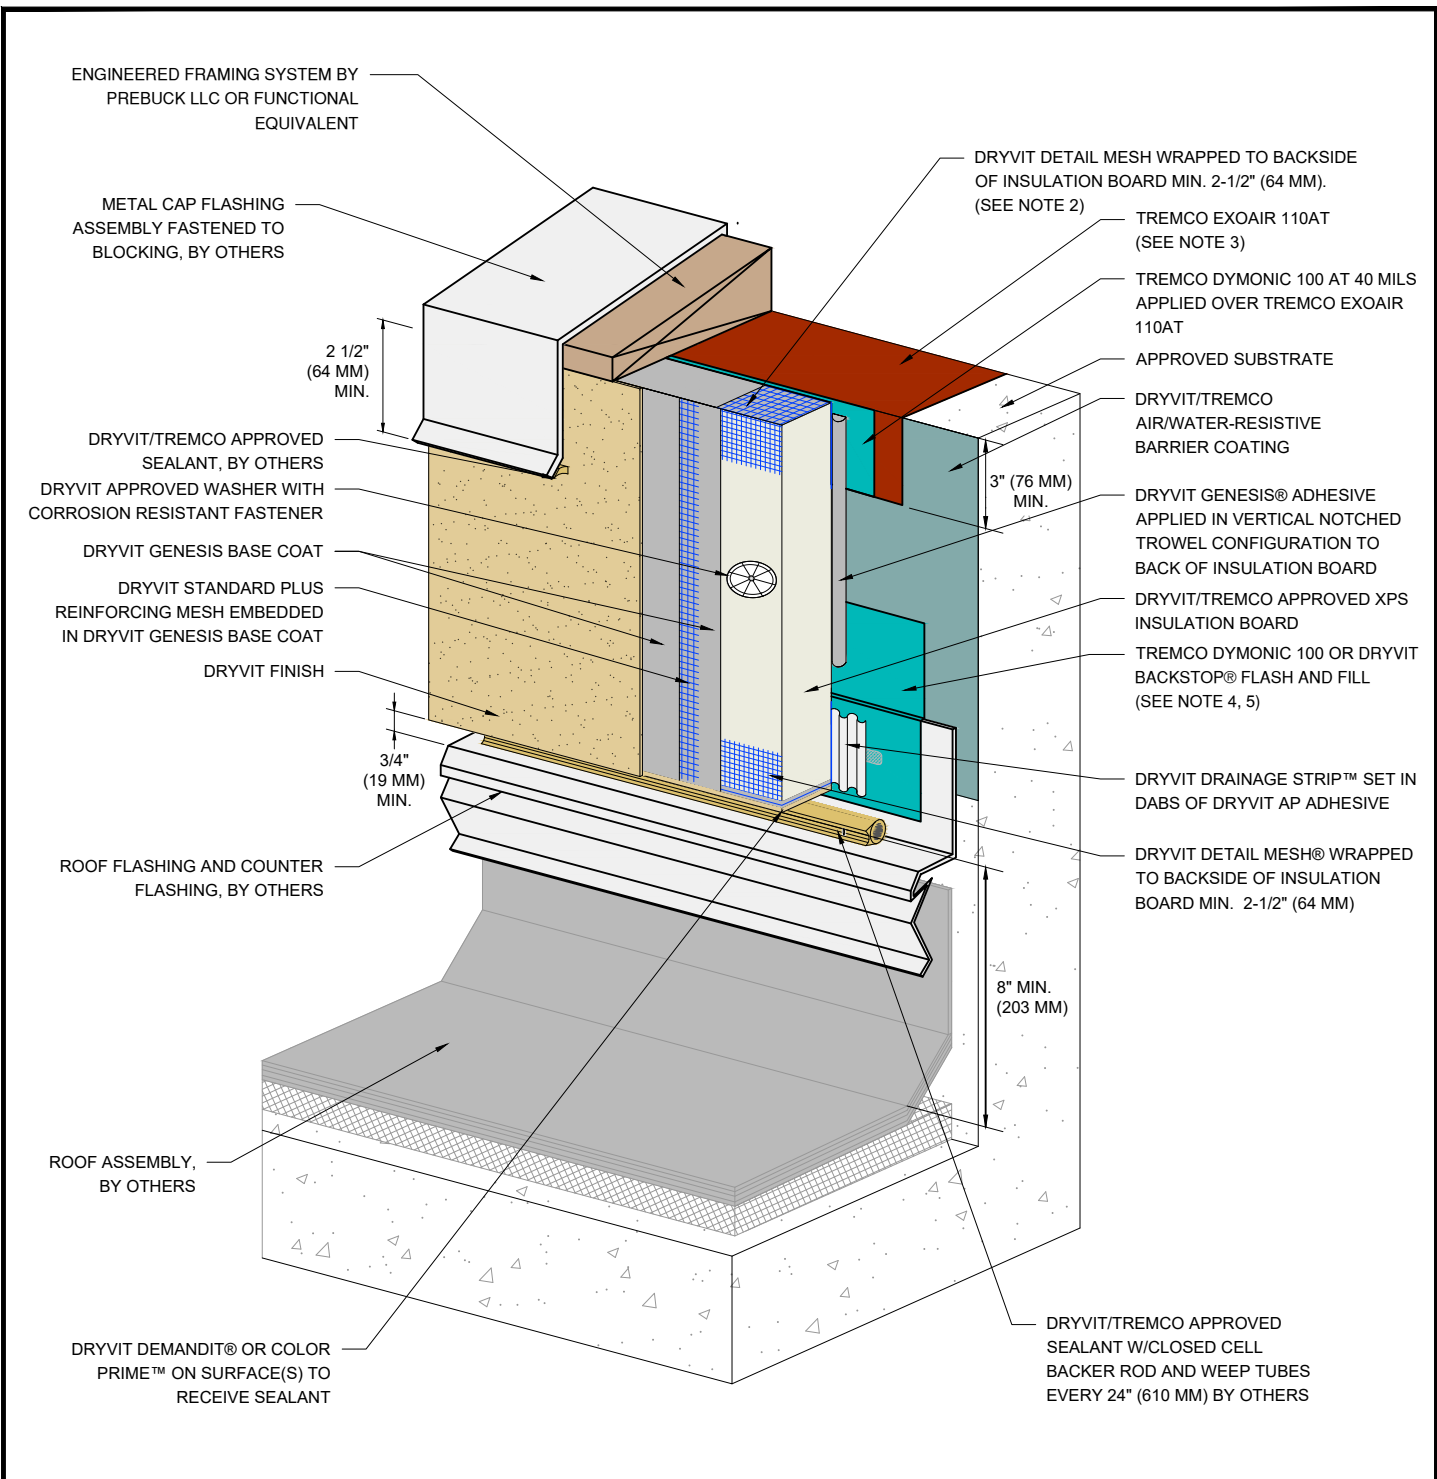 ENGINEERED FRAMING SYSTEM BY
PREBUCK LLC OR FUNCTIONAL
EQUIVALENT
METAL CAP FLASHING
ASSEMBLY FASTENED TO
BLOCKING, BY OTHERS
2 1/2"
(64 MM)
MIN.
DRYVIT/TREMCO APPROVED
SEALANT, BY OTHERS
DRYVIT APPROVED WASHER WITH
CORROSION RESISTANT FASTENER
DRYVIT GENESIS BASE COAT
DRYVIT STANDARD PLUS
REINFORCING MESH EMBEDDED
IN DRYVIT GENESIS BASE COAT
DRYVIT FINISH
3/4"
(19 MM)
MIN.
ROOF FLASHING AND COUNTER
FLASHING, BY OTHERS
ROOF ASSEMBLY,
BY OTHERS
DRYVIT DEMANDIT® OR COLOR
PRIME™ ON SURFACE(S) TO
RECEIVE SEALANT
DRYVIT DETAIL MESH WRAPPED TO BACKSIDE
OF INSULATION BOARD MIN. 2-1/2" (64 MM).
(SEE NOTE 2)
TREMCO EXOAIR 110AT
(SEE NOTE 3)
TREMCO DYMONIC 100 AT 40 MILS
APPLIED OVER TREMCO EXOAIR
110AT
APPROVED SUBSTRATE
DRYVIT/TREMCO
AIR/WATER-RESISTIVE
BARRIER COATING
3" (76 MM)
MIN.
DRYVIT GENESIS® ADHESIVE
APPLIED IN VERTICAL NOTCHED
TROWEL CONFIGURATION TO
BACK OF INSULATION BOARD
DRYVIT/TREMCO APPROVED XPS
INSULATION BOARD
TREMCO DYMONIC 100 OR DRYVIT
BACKSTOP® FLASH AND FILL
(SEE NOTE 4, 5)
DRYVIT DRAINAGE STRIP™ SET IN
DABS OF DRYVIT AP ADHESIVE
DRYVIT DETAIL MESH® WRAPPED
TO BACKSIDE OF INSULATION
BOARD MIN. 2-1/2" (64 MM)
8" MIN.
(203 MM)
DRYVIT/TREMCO APPROVED
SEALANT W/CLOSED CELL
BACKER ROD AND WEEP TUBES
EVERY 24" (610 MM) BY OTHERS